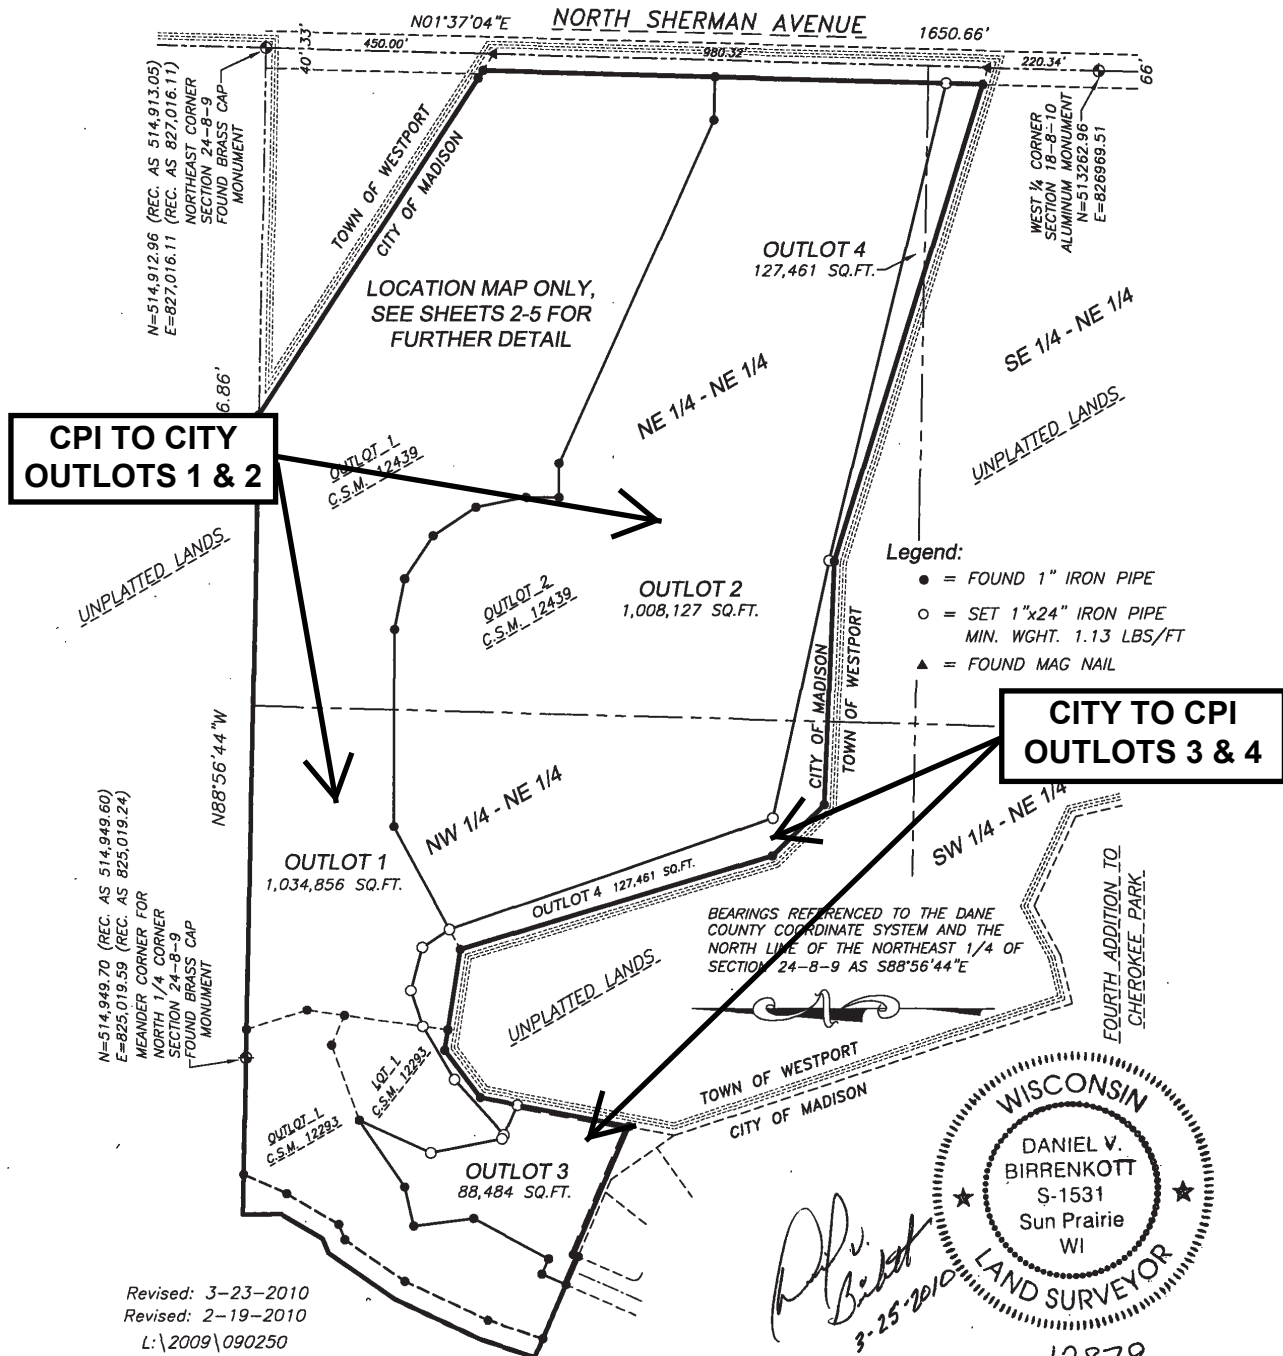 N01°37'04"E
NORTH SHERMAN AVENUE
1650.66'
40.33'
450.00'
980.32'
220.34'
66'
N=514,912.96 (REC. AS 514,913.05)
E=827,016.11 (REC. AS 827,016.11)
NORTHEAST CORNER
SECTION 24-8-9
FOUND BRASS CAP
MONUMENT
TOWN OF WESTPORT
CITY OF MADISON
WEST 1/4 CORNER
SECTION 18-8-10
ALUMINUM MONUMENT
N=513262.96
E=826969.51
OUTLOT 4
127,461 SQ.FT.
LOCATION MAP ONLY,
SEE SHEETS 2-5 FOR
FURTHER DETAIL
SE 1/4 - NE 1/4
NE 1/4 - NE 1/4
6.86'
CPI TO CITY
OUTLOTS 1 & 2
OUTLOT 1
C.S.M. 12439
UNPLATTED LANDS
UNPLATTED LANDS
Legend:
● = FOUND 1" IRON PIPE
○ = SET 1"x24" IRON PIPE
MIN. WGHT. 1.13 LBS/FT
▲ = FOUND MAG NAIL
OUTLOT 2
C.S.M. 12439
OUTLOT 2
1,008,127 SQ.FT.
CITY OF MADISON
TOWN OF WESTPORT
CITY TO CPI
OUTLOTS 3 & 4
N88°56'44"W
NW 1/4 - NE 1/4
SW 1/4 - NE 1/4
OUTLOT 1
1,034,856 SQ.FT.
OUTLOT 4 127,461 SQ.FT.
N=514,949.70 (REC. AS 514,949.60)
E=825,019.59 (REC. AS 825,019.24)
MEANDER CORNER FOR
NORTH 1/4 CORNER
SECTION 24-8-9
FOUND BRASS CAP
MONUMENT
BEARINGS REFERENCED TO THE DANE
COUNTY COORDINATE SYSTEM AND THE
NORTH LINE OF THE NORTHEAST 1/4 OF
SECTION 24-8-9 AS S88°56'44"E
UNPLATTED LANDS
FOURTH ADDITION TO
CHEROKEE PARK
LOT 1
C.S.M. 12293
OUTLOT 1
C.S.M. 12293
TOWN OF WESTPORT
CITY OF MADISON
OUTLOT 3
88,484 SQ.FT.
WISCONSIN
DANIEL V.
BIRRENKOTT
S-1531
Sun Prairie
WI
LAND SURVEYOR
3-25-2010
Revised: 3-23-2010
Revised: 2-19-2010
L:\2009\090250